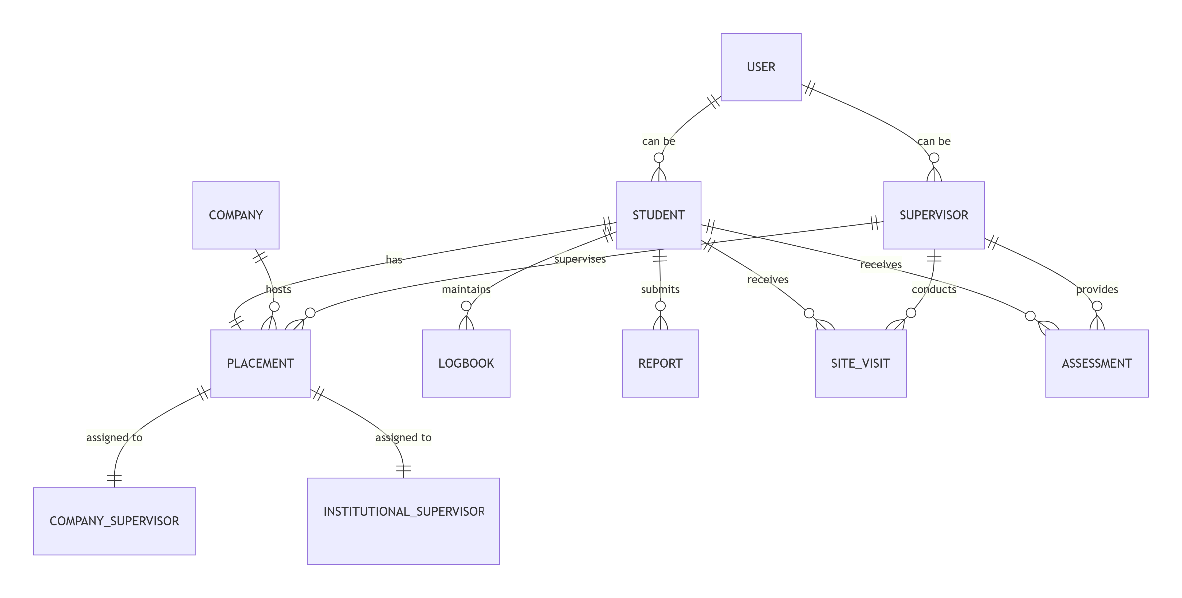 USER
can be
can be
COMPANY
STUDENT
SUPERVISOR
has
supervises
receives
hosts
maintains
submits
receives
conducts
provides
PLACEMENT
LOGBOOK
REPORT
SITE_VISIT
ASSESSMENT
assigned to
assigned to
COMPANY_SUPERVISOR
INSTITUTIONAL_SUPERVISOR